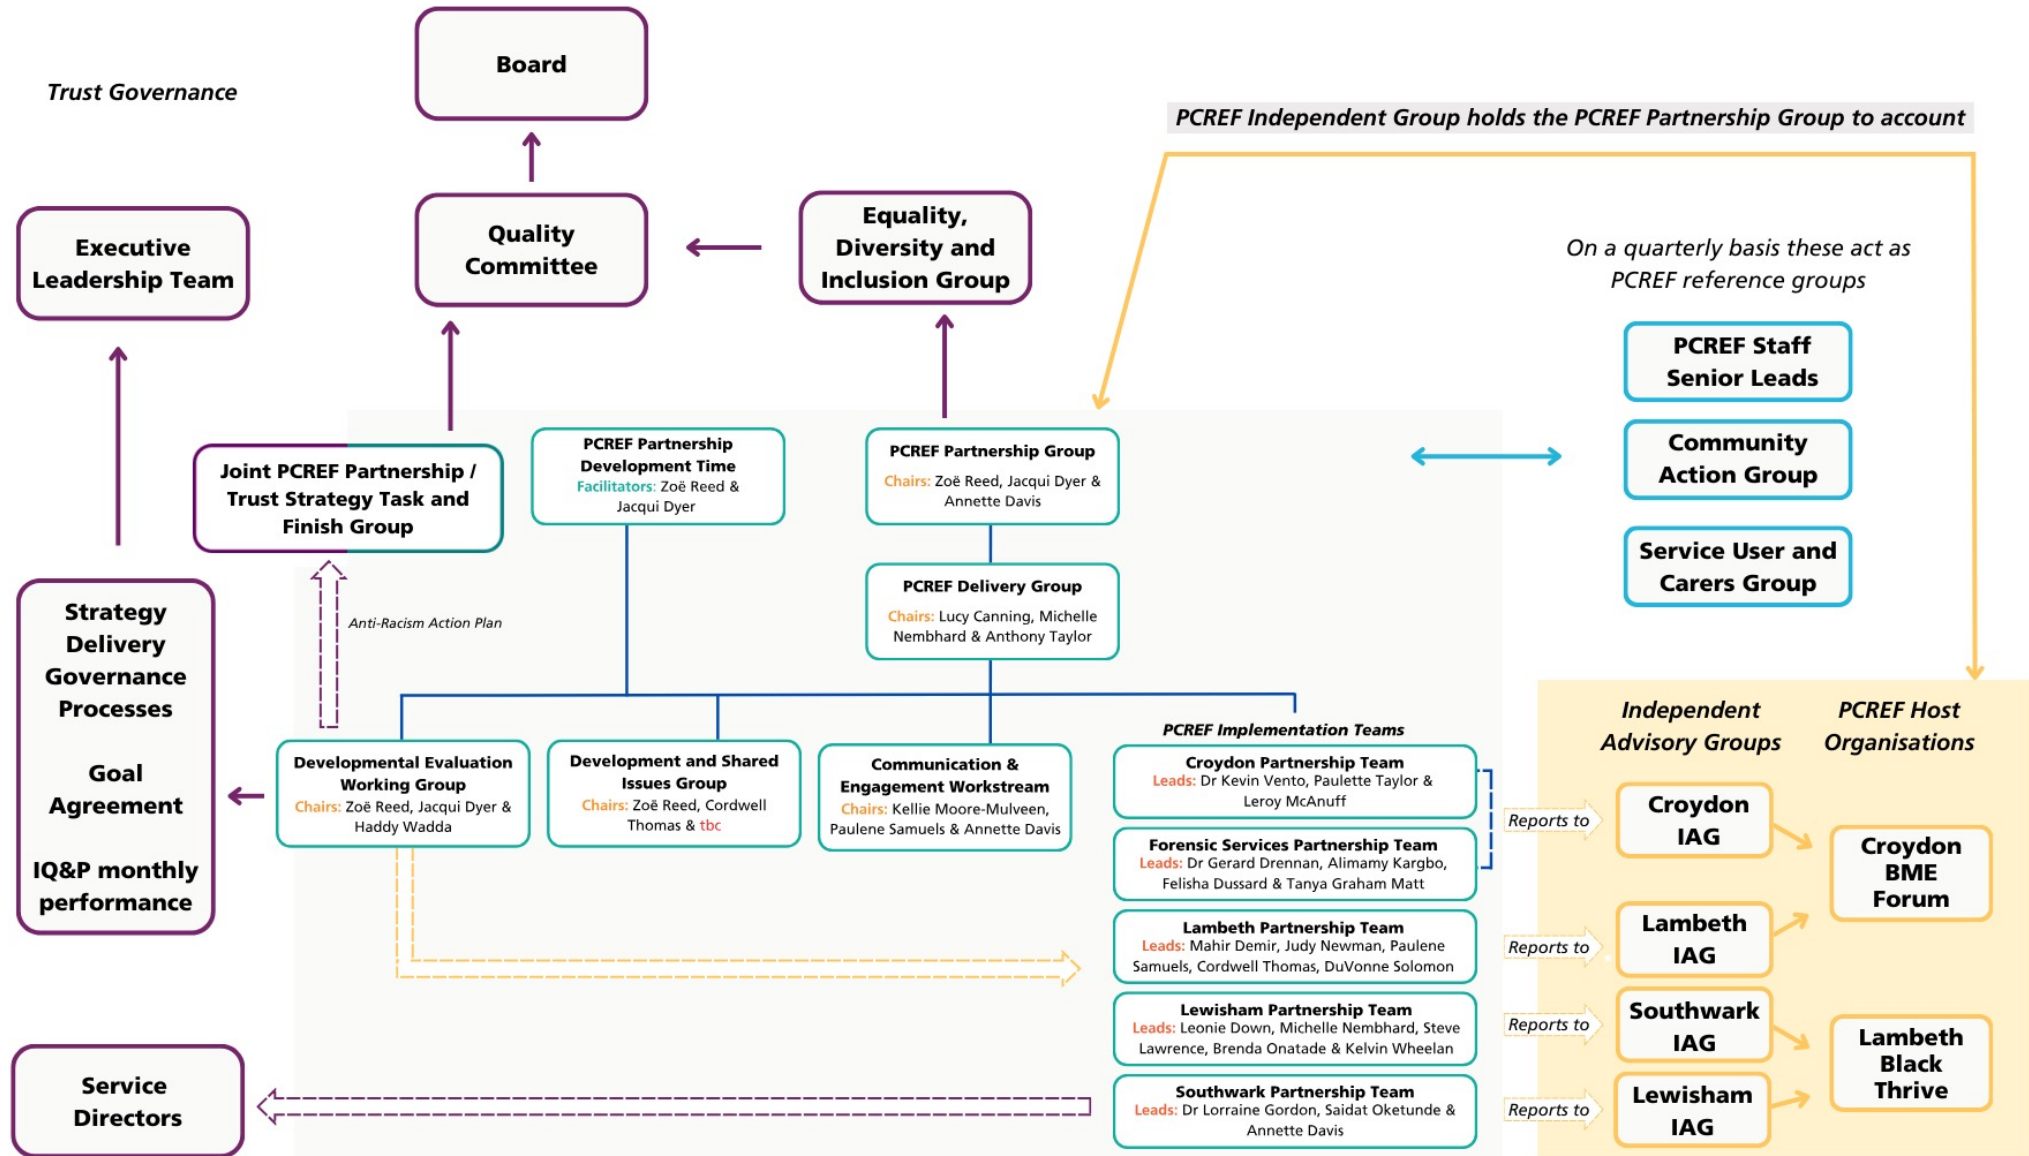 Trust Governance
Board
PCREF Independent Group holds the PCREF Partnership Group to account
Executive
Leadership Team
Quality
Committee
Equality,
Diversity and
Inclusion Group
On a quarterly basis these act as
PCREF reference groups
PCREF Staff
Senior Leads
Community
Action Group
Service User and
Carers Group
Joint PCREF Partnership /
Trust Strategy Task and
Finish Group
PCREF Partnership
Development Time
Facilitators: Zoë Reed &
Jacqui Dyer
PCREF Partnership Group
Chairs: Zoë Reed, Jacqui Dyer &
Annette Davis
PCREF Delivery Group
Chairs: Lucy Canning, Michelle
Nembhard & Anthony Taylor
Strategy
Delivery
Governance
Processes
Goal
Agreement
IQ&P monthly
performance
Anti-Racism Action Plan
Developmental Evaluation
Working Group
Chairs: Zoë Reed, Jacqui Dyer &
Haddy Wadda
Development and Shared
Issues Group
Chairs: Zoë Reed, Cordwell
Thomas & tbc
Communication &
Engagement Workstream
Chairs: Kellie Moore-Mulveen,
Paulene Samuels & Annette Davis
PCREF Implementation Teams
Croydon Partnership Team
Leads: Dr Kevin Vento, Paulette Taylor &
Leroy McAnuff
Forensic Services Partnership Team
Leads: Dr Gerard Drennan, Alimamy Kargbo,
Felisha Dussard & Tanya Graham Matt
Lambeth Partnership Team
Leads: Mahir Demir, Judy Newman, Paulene
Samuels, Cordwell Thomas, DuVonne Solomon
Lewisham Partnership Team
Leads: Leonie Down, Michelle Nembhard, Steve
Lawrence, Brenda Onatade & Kelvin Wheelan
Southwark Partnership Team
Leads: Dr Lorraine Gordon, Saidat Oketunde &
Annette Davis
Reports to
Reports to
Reports to
Reports to
Independent
Advisory Groups
PCREF Host
Organisations
Croydon
IAG
Lambeth
IAG
Southwark
IAG
Lewisham
IAG
Croydon
BME
Forum
Lambeth
Black
Thrive
Service
Directors